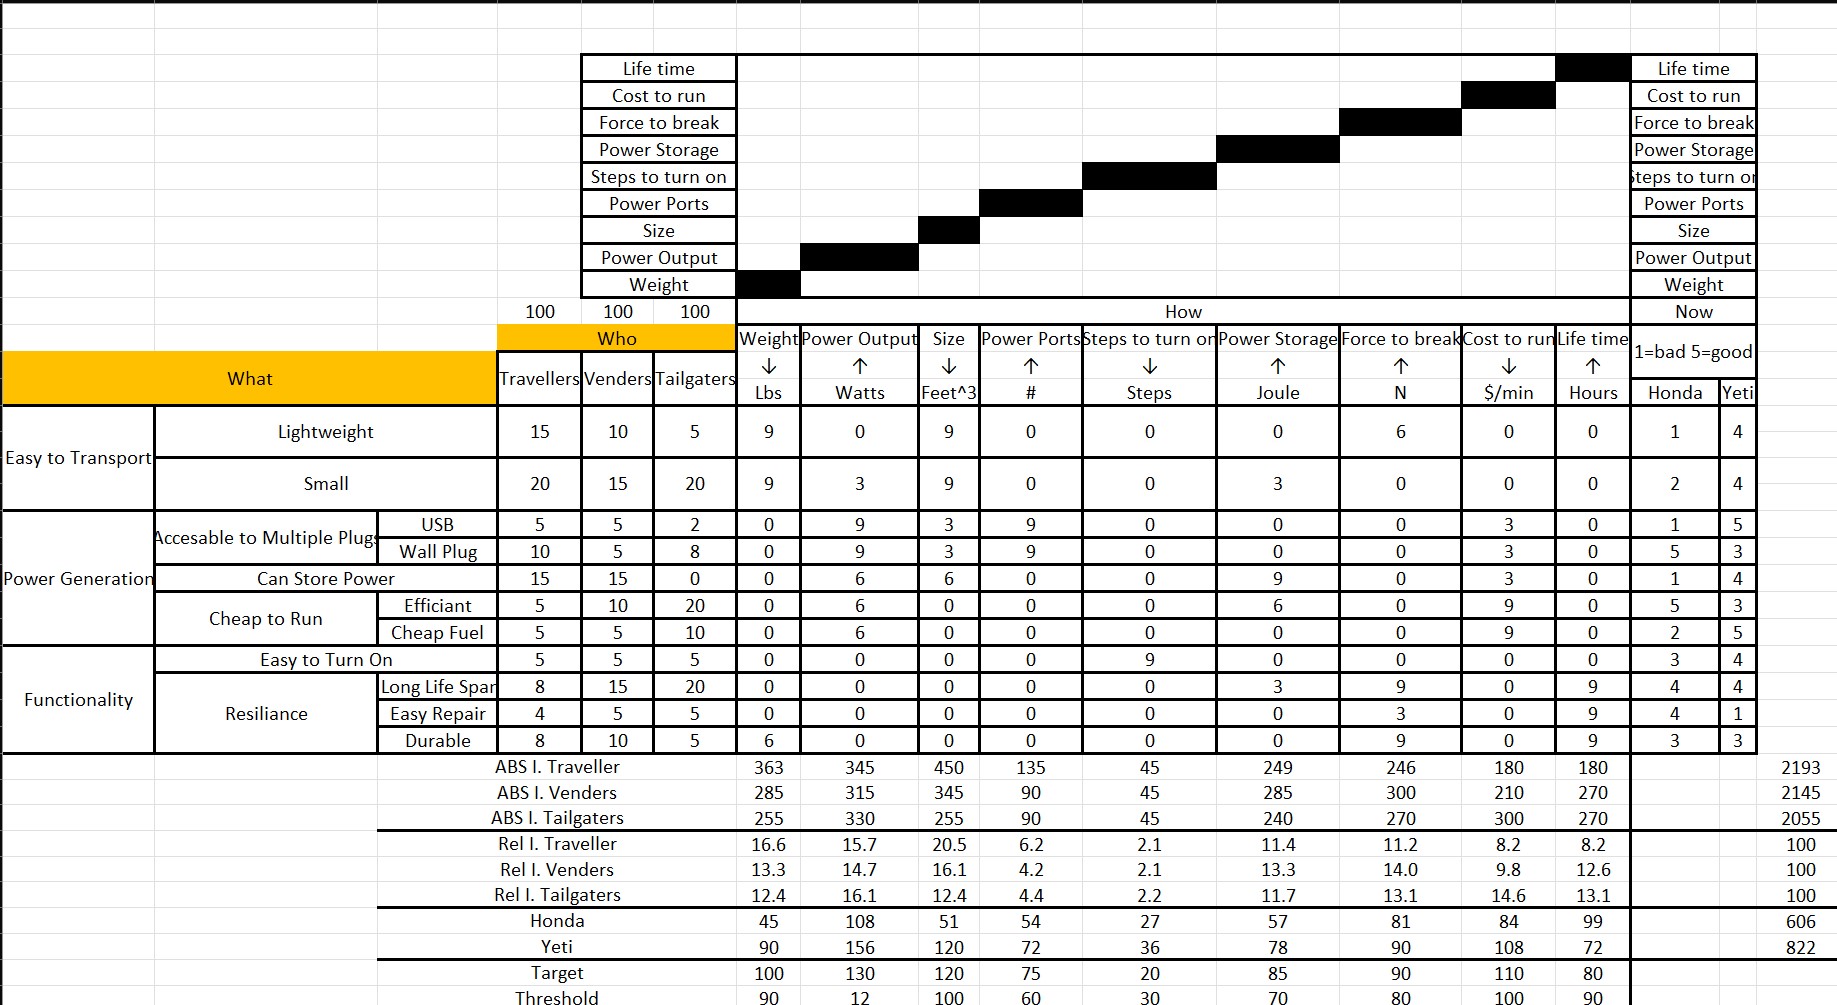 Life time Life time
Cost to run Cost to run
Force to break Force to break
Power Storage Power Storage
Steps to turn on Steps to turn on
Power Ports Power Ports
Size Size
Power Output Power Output
Weight Weight
100 100 100 How Now
Who Weight Power Output Size Power Ports Steps to turn on Power Storage Force to break Cost to run Life time 1=bad 5=good
What Travellers Venders Tailgaters ↓ ↑ ↓ ↑ ↓ ↑ ↑ ↓ ↑
Lbs Watts Feet^3 # Steps Joule N $/min Hours Honda Yeti
Easy to Transport Lightweight 15 10 5 9 0 9 0 0 0 6 0 0 1 4
Small 20 15 20 9 3 9 0 0 3 0 0 0 2 4
Power Generation Accesable to Multiple Plugs USB 5 5 2 0 9 3 9 0 0 0 3 0 1 5
Wall Plug 10 5 8 0 9 3 9 0 0 0 3 0 5 3
Can Store Power 15 15 0 0 6 6 0 0 9 0 3 0 1 4
Cheap to Run Efficiant 5 10 20 0 6 0 0 0 6 0 9 0 5 3
Cheap Fuel 5 5 10 0 6 0 0 0 0 0 9 0 2 5
Functionality Easy to Turn On 5 5 5 0 0 0 0 9 0 0 0 0 3 4
Resiliance Long Life Span 8 15 20 0 0 0 0 0 3 9 0 9 4 4
Easy Repair 4 5 5 0 0 0 0 0 0 3 0 9 4 1
Durable 8 10 5 6 0 0 0 0 0 9 0 9 3 3
ABS I. Traveller 363 345 450 135 45 249 246 180 180 2193
ABS I. Venders 285 315 345 90 45 285 300 210 270 2145
ABS I. Tailgaters 255 330 255 90 45 240 270 300 270 2055
Rel I. Traveller 16.6 15.7 20.5 6.2 2.1 11.4 11.2 8.2 8.2 100
Rel I. Venders 13.3 14.7 16.1 4.2 2.1 13.3 14.0 9.8 12.6 100
Rel I. Tailgaters 12.4 16.1 12.4 4.4 2.2 11.7 13.1 14.6 13.1 100
Honda 45 108 51 54 27 57 81 84 99 606
Yeti 90 156 120 72 36 78 90 108 72 822
Target 100 130 120 75 20 85 90 110 80
Threshold 90 12 100 60 30 70 80 100 90